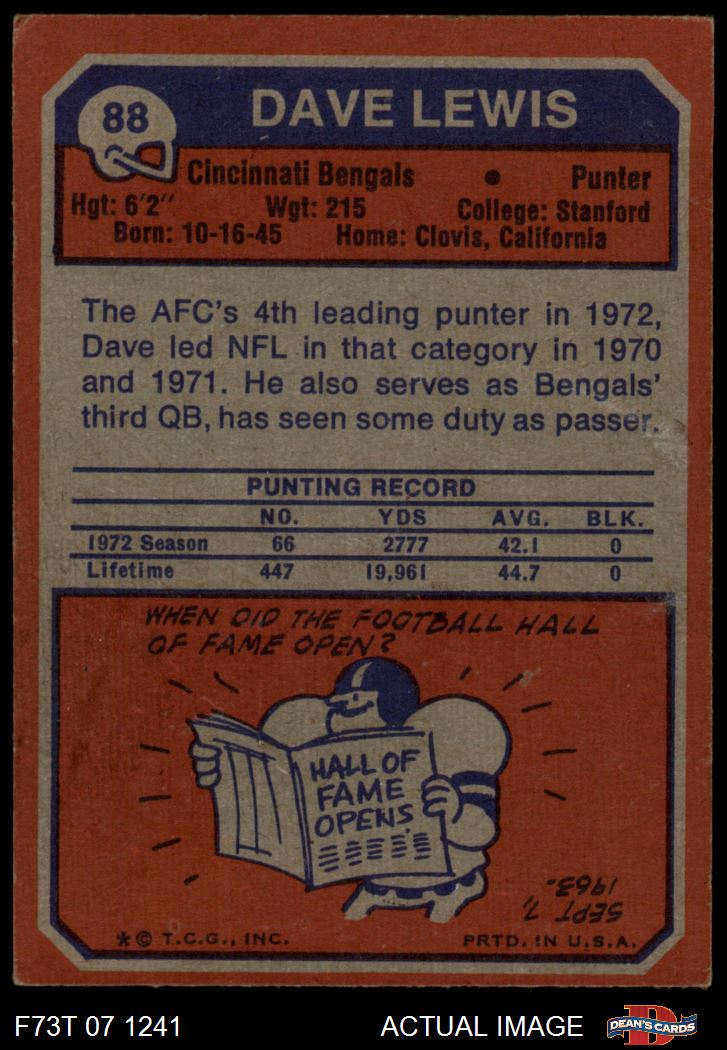 88
DAVE LEWIS
Cincinnati Bengals • Punter
Hgt: 6'2" Wgt: 215 College: Stanford
Born: 10-16-45 Home: Clovis, California
The AFC's 4th leading punter in 1972,
Dave led NFL in that category in 1970
and 1971. He also serves as Bengals'
third QB, has seen some duty as passer.
PUNTING RECORD
NO. YDS AVG. BLK.
1972 Season 66 2777 42.1 0
Lifetime 447 19,961 44.7 0
WHEN DID THE FOOTBALL HALL
OF FAME OPEN?
HALL OF
FAME
OPENS
SEPT 7,
1963.
* © T.C.G., INC. PRTD. IN U.S.A.
F73T 07 1241 ACTUAL IMAGE
D
DEAN'S CARDS